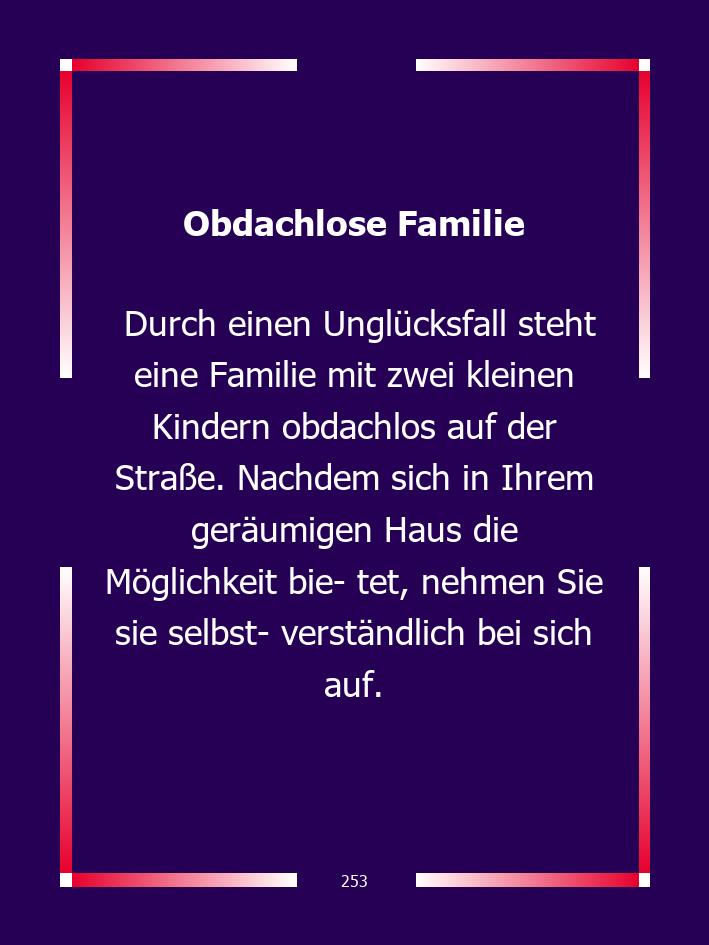 Obdachlose Familie
Durch einen Unglücksfall steht
eine Familie mit zwei kleinen
Kindern obdachlos auf der
Straße. Nachdem sich in Ihrem
geräumigen Haus die
Möglichkeit bie- tet, nehmen Sie
sie selbst- verständlich bei sich
auf.
253